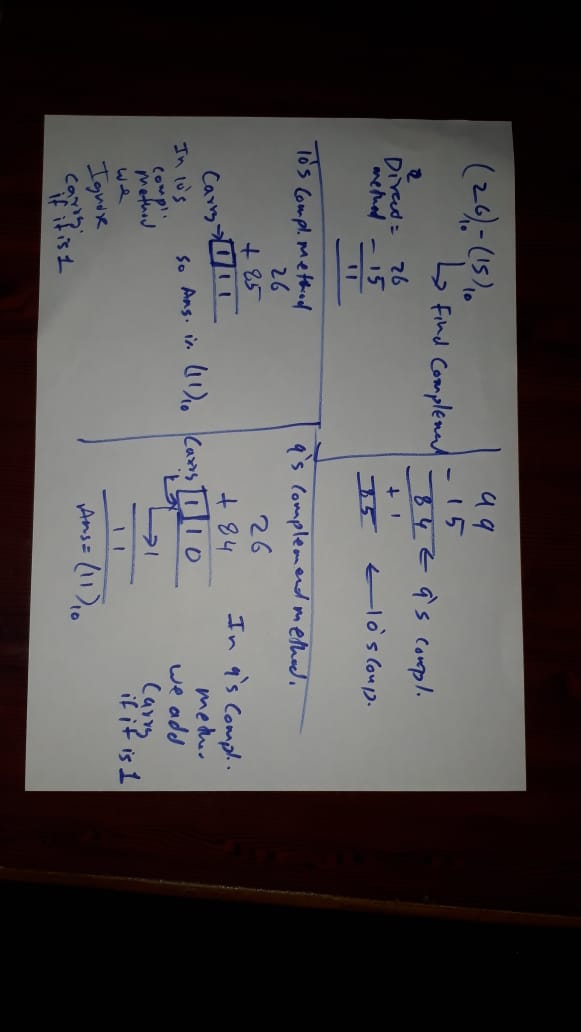 (26)₁₀ - (15)₁₀
↳ Find Complement
Direct = 26
method - 15
11
99
- 15
84 ← 9's compl.
+ 1
85 ← 10's comp.
10's Compl. method
26
+ 85
Carry → 1 11
In 10's
compl.
method
we
Ignore
carry
if it is 1
so Ans. is (11)₁₀
9's complement method.
26
+ 84
Carry 1 10
↳ 1
11
Ans = (11)₁₀
In 9's Compl.
method
we add
Carry
if it is 1